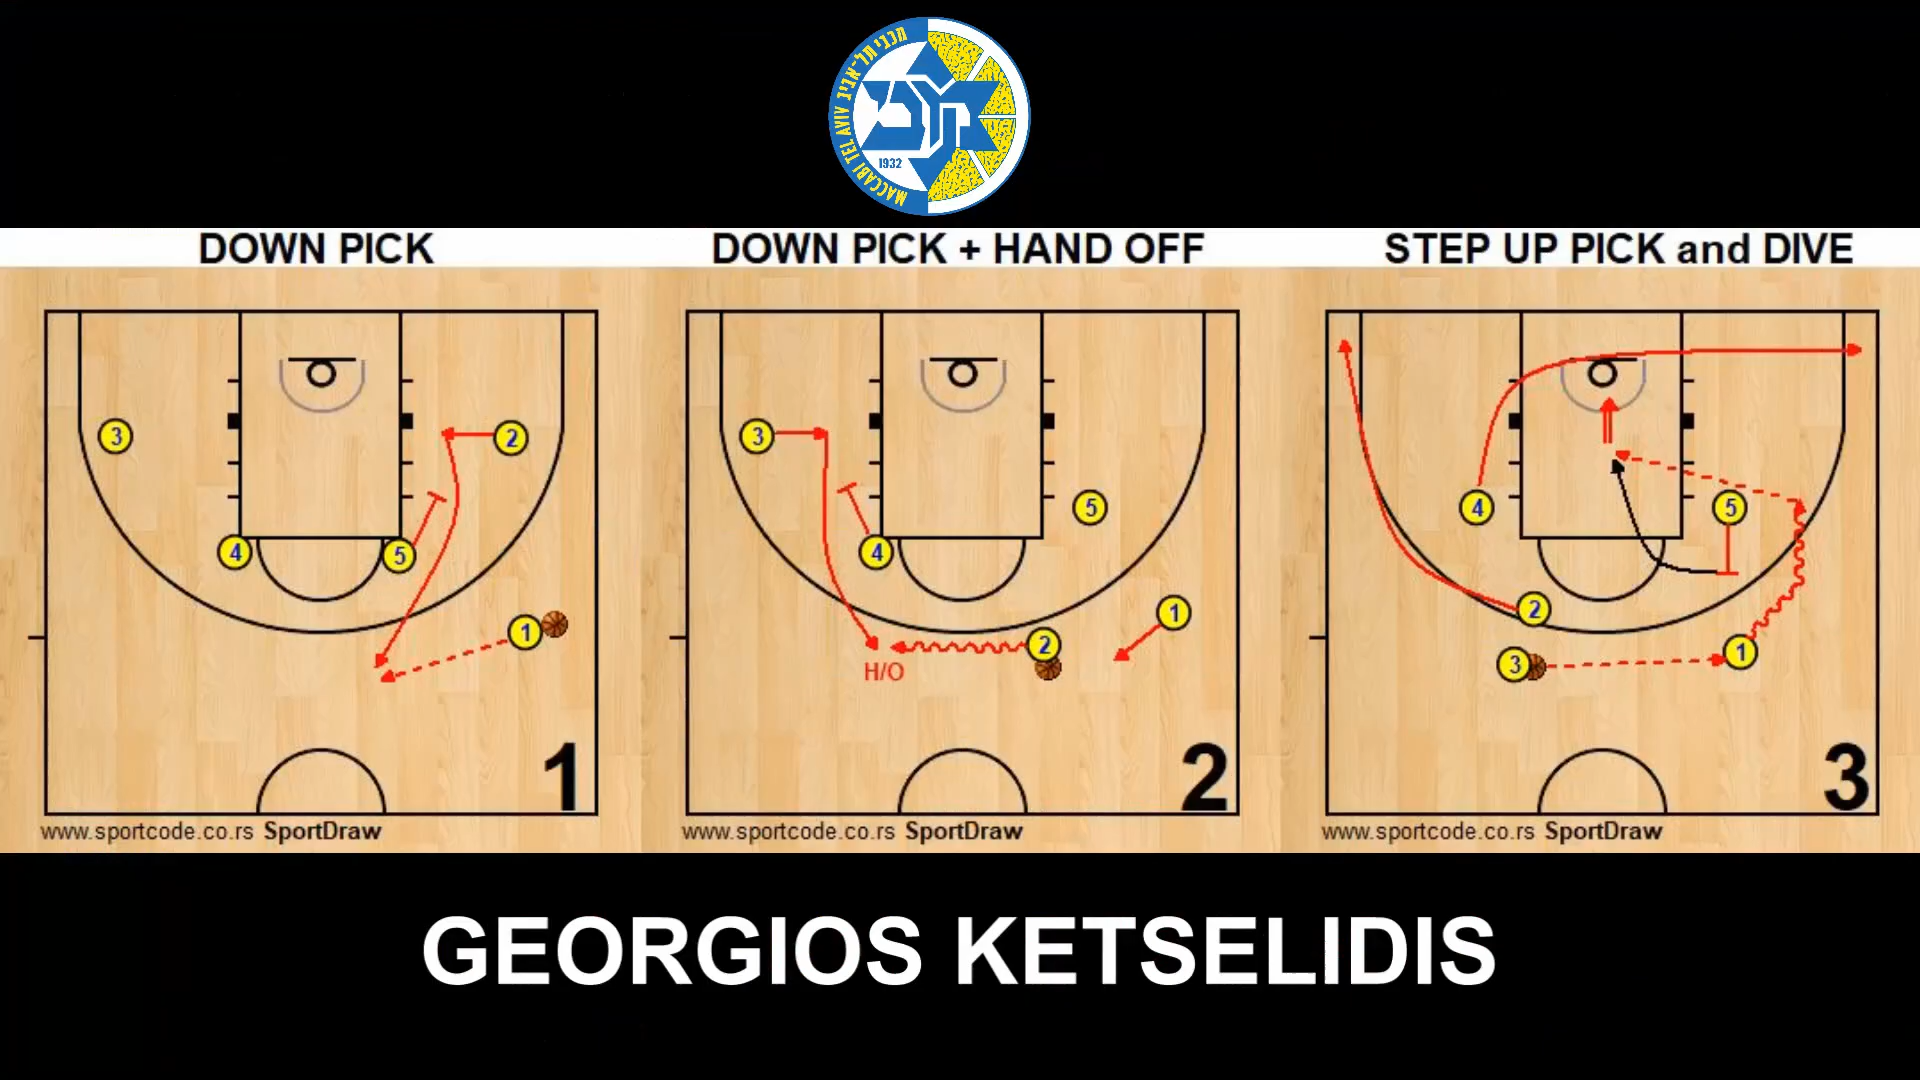 מכבי תל-אביב
MACCABI TEL AVIV
1932
DOWN PICK
3
2
4
5
1
1
www.sportcode.co.rs SportDraw
DOWN PICK + HAND OFF
3
5
4
1
2
H/O
2
www.sportcode.co.rs SportDraw
STEP UP PICK and DIVE
4
5
2
3
1
3
www.sportcode.co.rs SportDraw
GEORGIOS KETSELIDIS